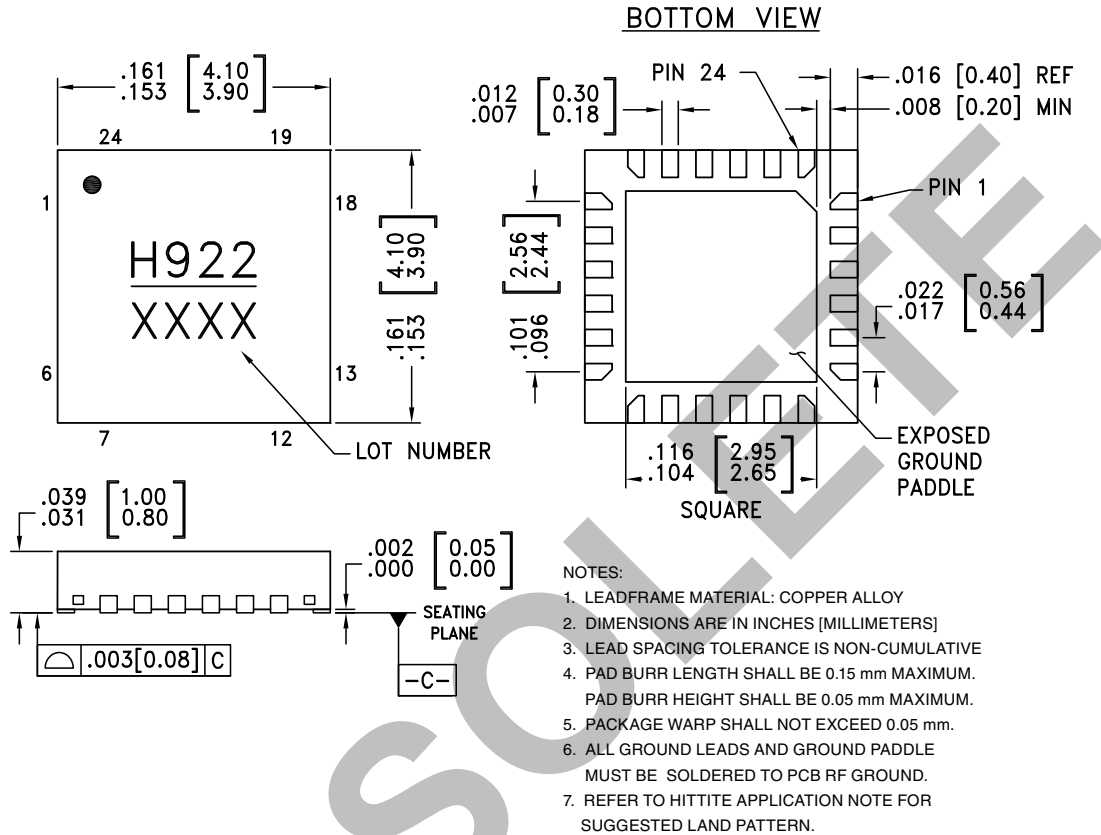 BOTTOM VIEW
.161 [4.10]
.153 [3.90]
PIN 24
.016 [0.40] REF
.008 [0.20] MIN
.012 [0.30]
.007 [0.18]
24
19
1
18
PIN 1
H922
XXXX
4.10
3.90
.161
.153
2.56
2.44
.101
.096
.022 [0.56]
.017 [0.44]
6
13
7
12
LOT NUMBER
EXPOSED
GROUND
PADDLE
.116 [2.95]
.104 [2.65]
SQUARE
.039 [1.00]
.031 [0.80]
.002 [0.05]
.000 [0.00]
SEATING
PLANE
.003[0.08] C
-C-
NOTES:
1. LEADFRAME MATERIAL: COPPER ALLOY
2. DIMENSIONS ARE IN INCHES [MILLIMETERS]
3. LEAD SPACING TOLERANCE IS NON-CUMULATIVE
4. PAD BURR LENGTH SHALL BE 0.15 mm MAXIMUM.
PAD BURR HEIGHT SHALL BE 0.05 mm MAXIMUM.
5. PACKAGE WARP SHALL NOT EXCEED 0.05 mm.
6. ALL GROUND LEADS AND GROUND PADDLE
MUST BE SOLDERED TO PCB RF GROUND.
7. REFER TO HITTITE APPLICATION NOTE FOR
SUGGESTED LAND PATTERN.
SOLETE